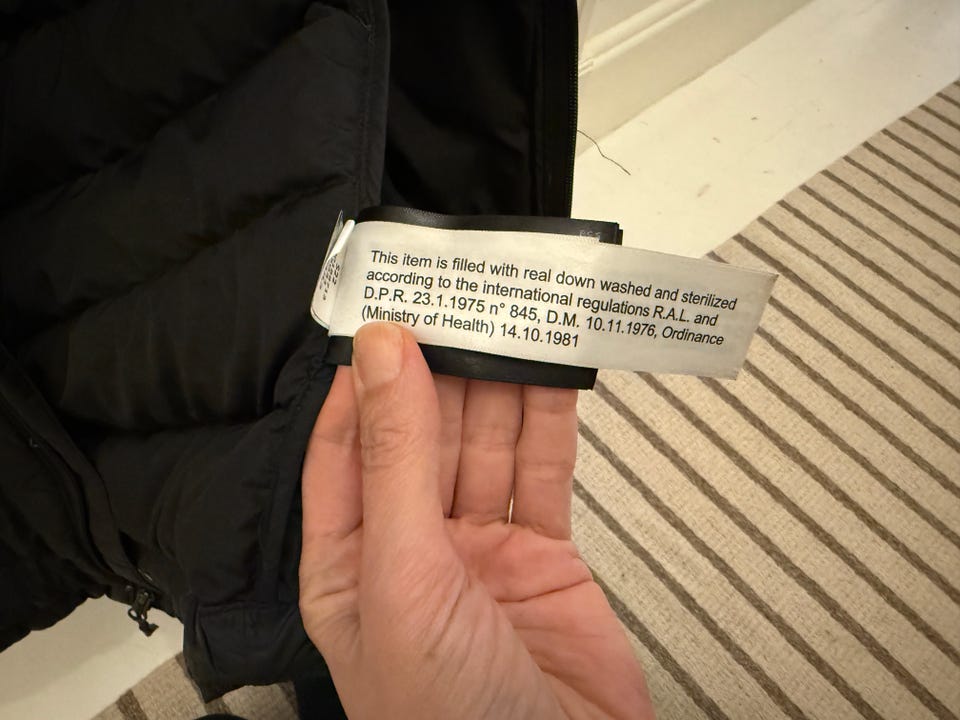 This item is filled with real down washed and sterilized
according to the international regulations R.A.L. and
D.P.R. 23.1.1975 n° 845, D.M. 10.11.1976, Ordinance
(Ministry of Health) 14.10.1981